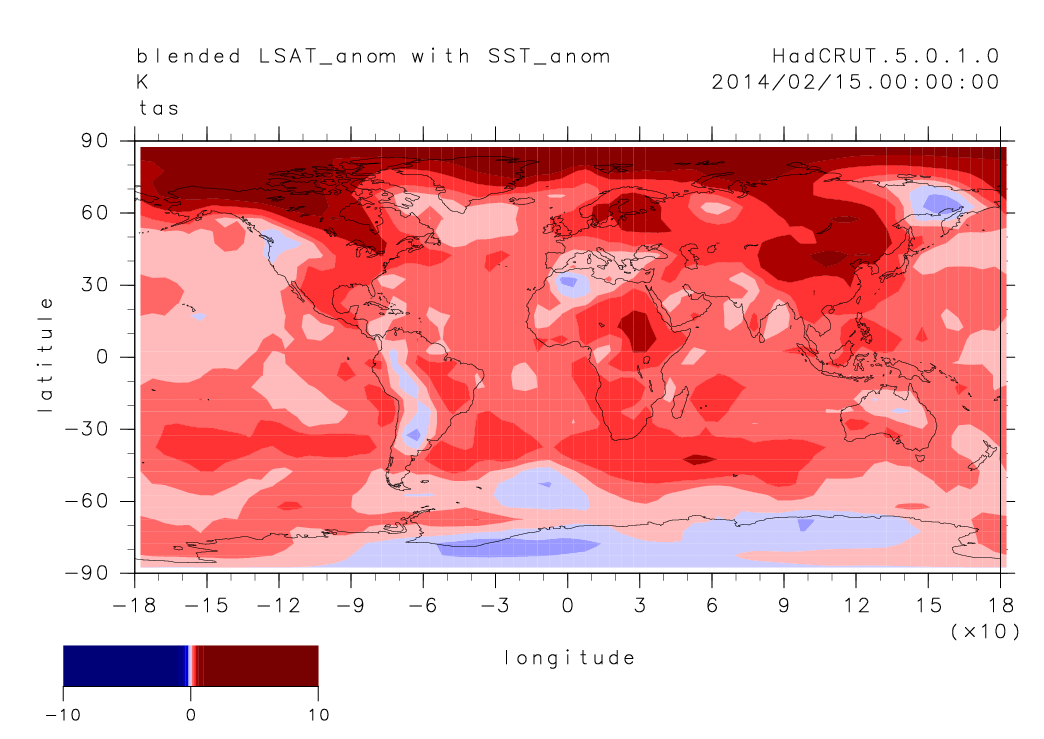 blended LSAT_anom with SST_anom HadCRUT.5.0.1.0
K 2014/02/15.00:00:00
tas
90
60
30
0
−30
−60
−90
latitule
−18 −15 −12 −9 −6 −3 0 3 6 9 12 15 18
(×10)
longitude
−10 0 10